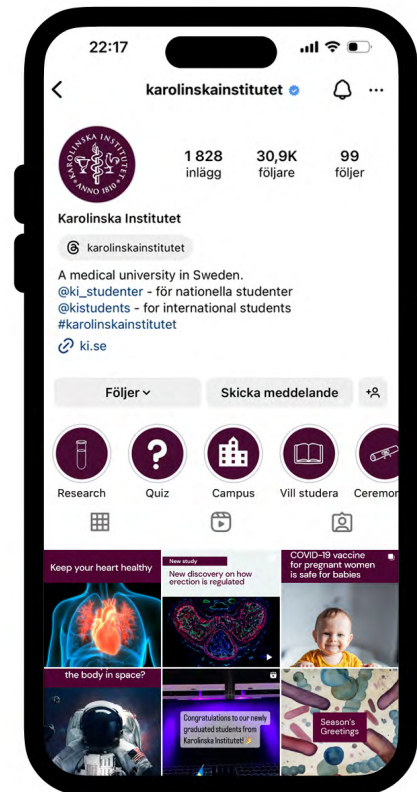 22:17
karolinskainstitutet
KAROLINSKA INSTITUTET
ANNO 1810
1 828 30,9K 99
inlägg följare följer
Karolinska Institutet
karolinskainstitutet
A medical university in Sweden.
@ki_studenter - för nationella studenter
@kistudents - for international students
#karolinskainstitutet
ki.se
Följer Skicka meddelande
Research Quiz Campus Vill studera Ceremon
Keep your heart healthy
New study
New discovery on how
erection is regulated
COVID-19 vaccine
for pregnant women
is safe for babies
the body in space?
Congratulations to our newly
graduated students from
Karolinska Institutet!
Season's
Greetings